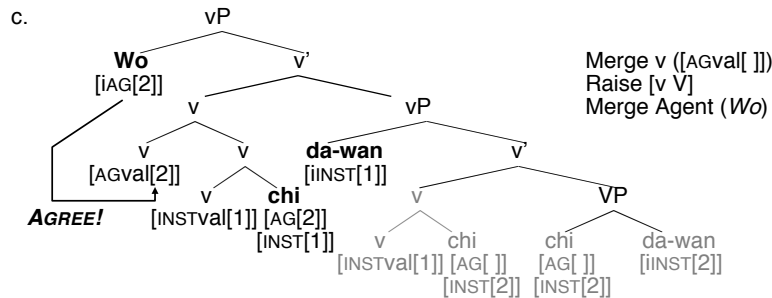 c.
vP
Wo
v'
[iAG[2]]
Merge v ([AGval[ ]])
Raise [v V]
Merge Agent (Wo)
v
vP
v
v
da-wan
v'
[AGval[2]]
[iINST[1]]
v
chi
v
VP
AGREE!
[INSTval[1]]
[AG[2]]
[INST[1]]
v
chi
chi
da-wan
[INSTval[1]]
[AG[ ]]
[AG[ ]]
[iINST[2]]
[INST[2]]
[INST[2]]